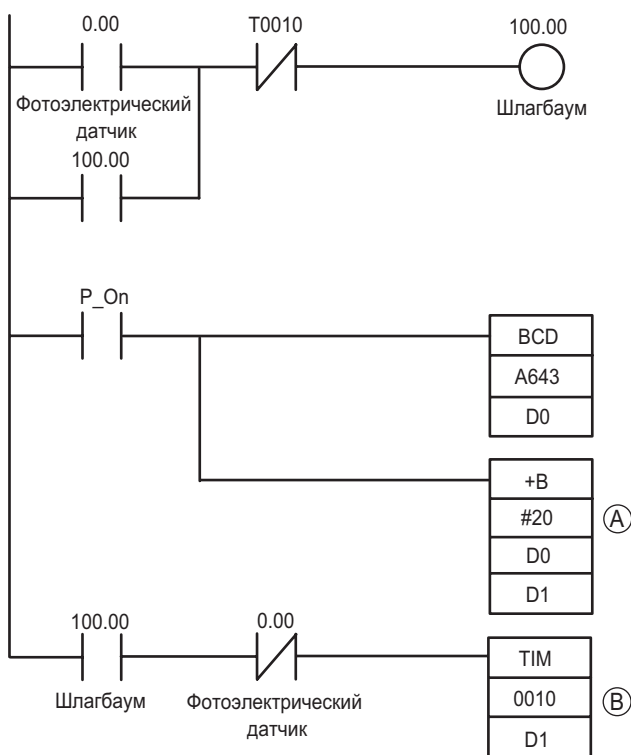 0.00 T0010 100.00
Фотоэлектрический
датчик
Шлагбаум
100.00
P_On
BCD
A643
D0
+B
#20
D0
D1
A
100.00 0.00
Шлагбаум
Фотоэлектрический
датчик
TIM
0010
D1
B